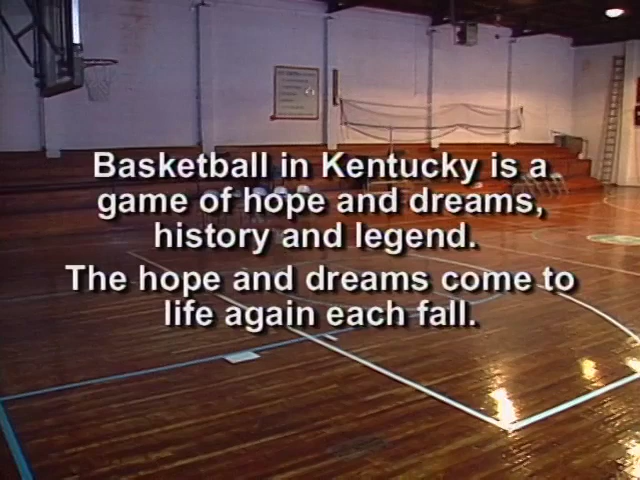 Basketball in Kentucky is a
game of hope and dreams,
history and legend.
The hope and dreams come to
life again each fall.